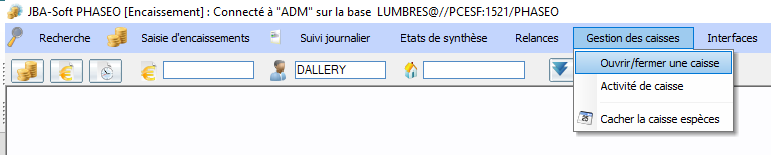 JBA-Soft PHASEO [Encaissement] : Connecté à "ADM" sur la base LUMBRES@//PCESF:1521/PHASEO
Recherche Saisie d'encaissements Suivi journalier Etats de synthèse Relances Gestion des caisses Interfaces
DALLERY
Ouvrir/fermer une caisse
Activité de caisse
Cacher la caisse espèces